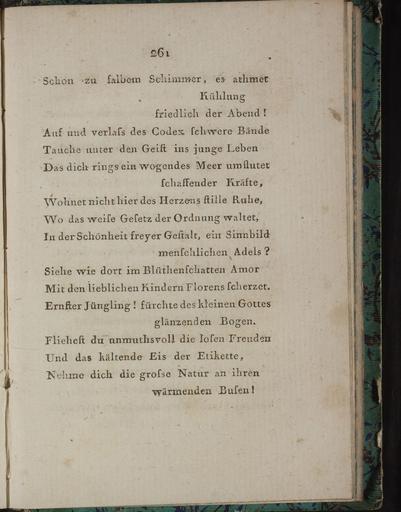 261
Schon zu falbem Schimmer, es athmet
Kühlung
friedlich der Abend!
Auf und verlaſs des Codex ſchwere Bände
Tauche unter den Geiſt ins junge Leben
Das dich rings ein wogendes Meer umflutet
ſchaffender Kräfte,
Wohnet nicht hier des Herzens ſtille Ruhe,
Wo das weiſe Geſetz der Ordnung waltet,
In der Schönheit freyer Geſtalt, ein Sinnbild
menſchlichen Adels?
Siehe wie dort im Blüthenſchatten Amor
Mit den lieblichen Kindern Florens ſcherzet.
Ernſter Jüngling! fürchte des kleinen Gottes
glänzenden Bogen.
Flieheſt du unmuthsvoll die loſen Freuden
Und das kältende Eis der Etikette,
Nehme dich die groſse Natur an ihren
wärmenden Buſen!